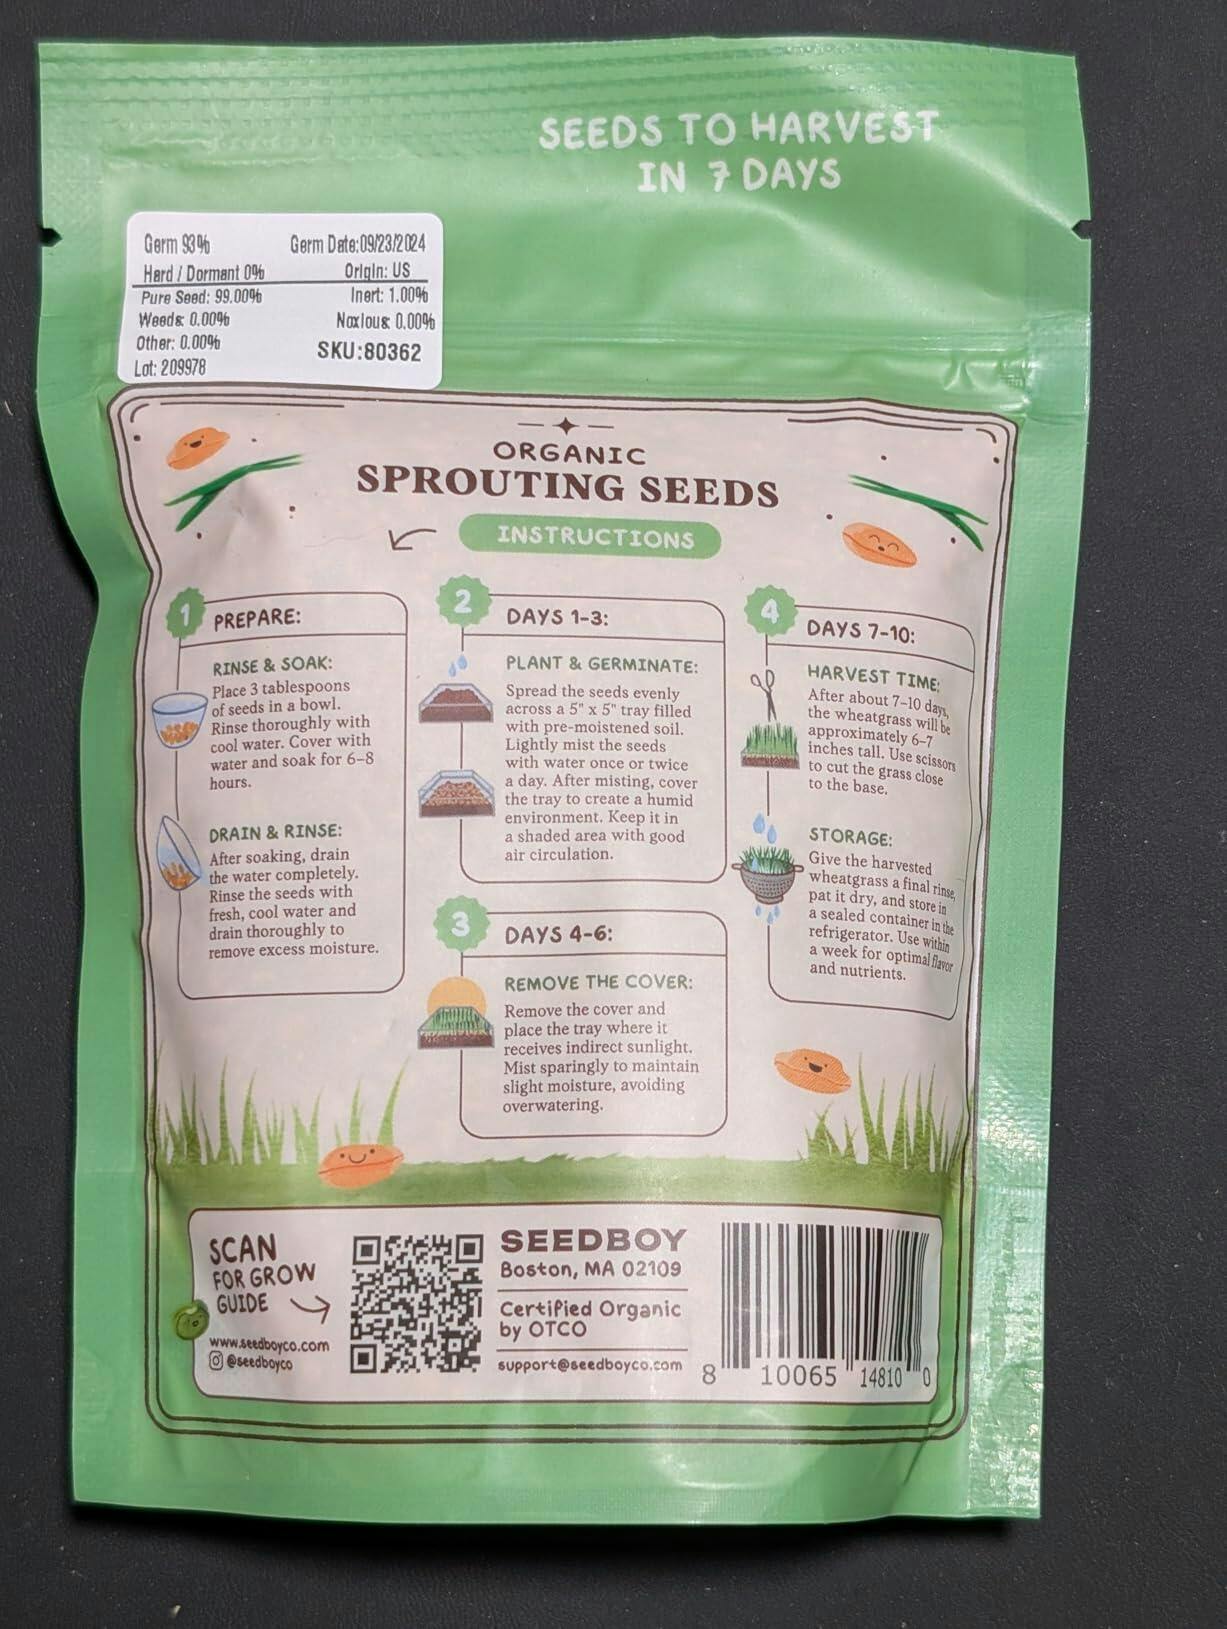 SEEDS TO HARVEST
IN 7 DAYS
Germ 93% Germ Date:09/23/2024
Hard / Dormant 0% Origin: US
Pure Seed: 99.00% Inert: 1.00%
Weeds: 0.00% Noxious: 0.00%
Other: 0.00% SKU:80362
Lot: 209978
ORGANIC
SPROUTING SEEDS
INSTRUCTIONS
1 PREPARE:
RINSE & SOAK:
Place 3 tablespoons
of seeds in a bowl.
Rinse thoroughly with
cool water. Cover with
water and soak for 6–8
hours.
DRAIN & RINSE:
After soaking, drain
the water completely.
Rinse the seeds with
fresh, cool water and
drain thoroughly to
remove excess moisture.
2 DAYS 1-3:
PLANT & GERMINATE:
Spread the seeds evenly
across a 5" x 5" tray filled
with pre-moistened soil.
Lightly mist the seeds
with water once or twice
a day. After misting, cover
the tray to create a humid
environment. Keep it in
a shaded area with good
air circulation.
3 DAYS 4-6:
REMOVE THE COVER:
Remove the cover and
place the tray where it
receives indirect sunlight.
Mist sparingly to maintain
slight moisture, avoiding
overwatering.
4 DAYS 7-10:
HARVEST TIME:
After about 7–10 days,
the wheatgrass will be
approximately 6–7
inches tall. Use scissors
to cut the grass close
to the base.
STORAGE:
Give the harvested
wheatgrass a final rinse,
pat it dry, and store in
a sealed container in the
refrigerator. Use within
a week for optimal flavor
and nutrients.
SCAN
FOR GROW
GUIDE
www.seedboyco.com
@seedboyco
SEEDBOY
Boston, MA 02109
Certified Organic
by OTCO
support@seedboyco.com
8 10065 14810 0